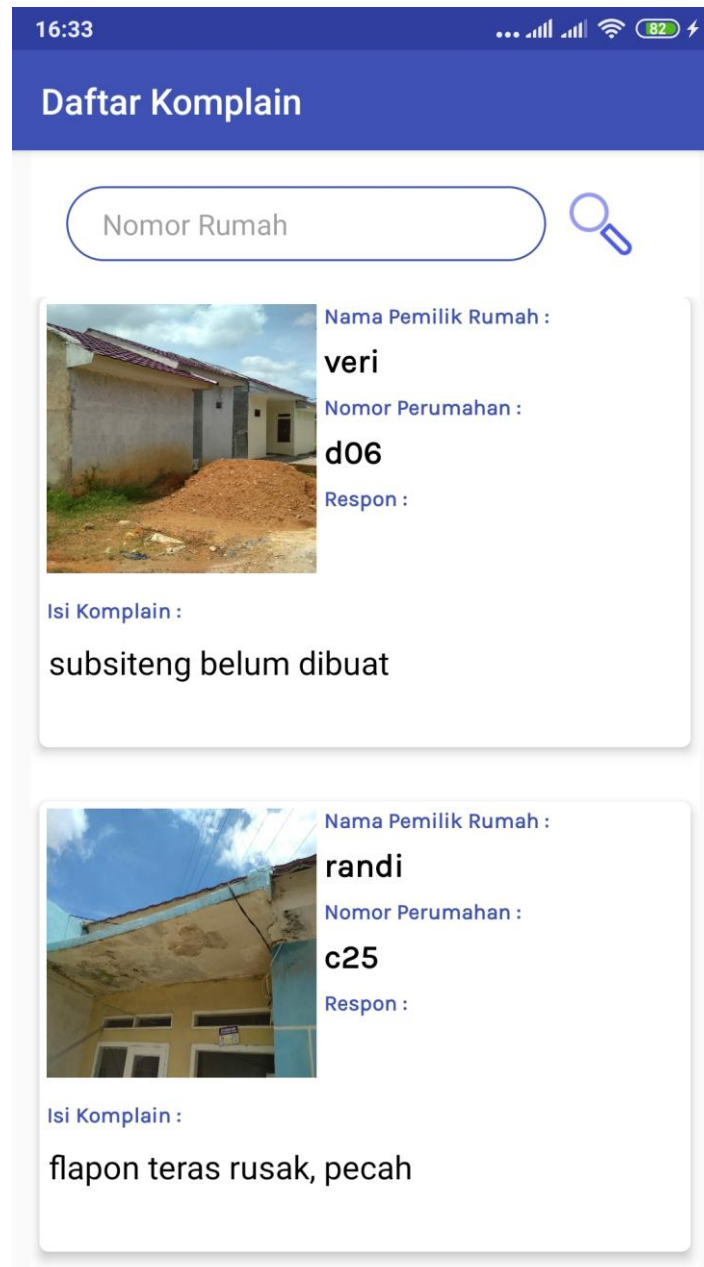 16:33
82
Daftar Komplain
Nomor Rumah
Nama Pemilik Rumah :
veri
Nomor Perumahan :
d06
Respon :
Isi Komplain :
subsiteng belum dibuat
Nama Pemilik Rumah :
randi
Nomor Perumahan :
c25
Respon :
Isi Komplain :
flapon teras rusak, pecah